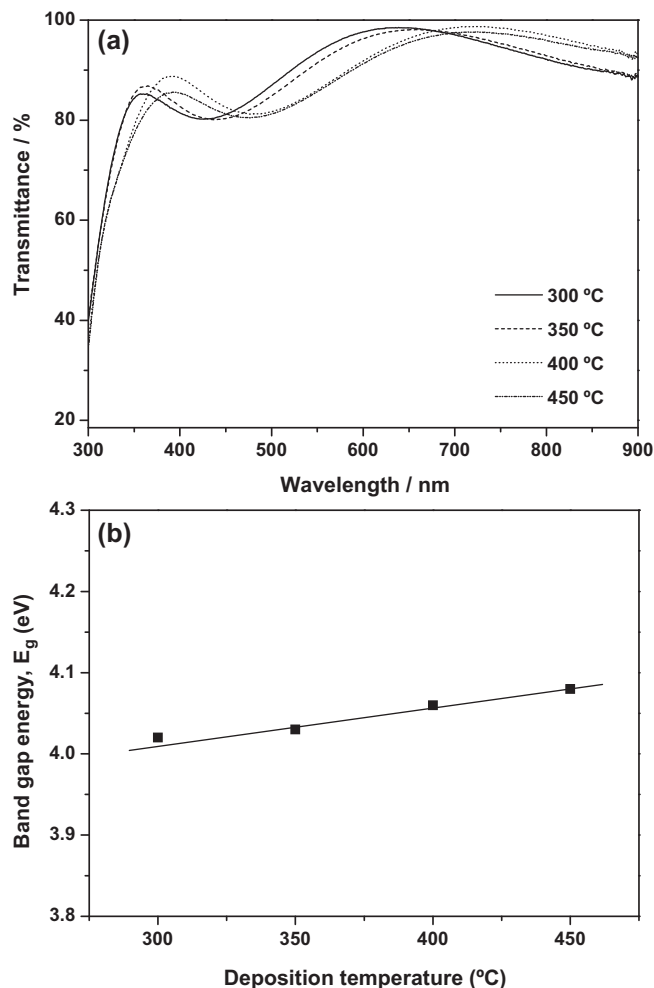 (a)
100
80
60
40
20
Transmittance / %
300 ºC
350 ºC
400 ºC
450 ºC
300 400 500 600 700 800 900
Wavelength / nm
(b)
4.3
4.2
4.1
4.0
3.9
3.8
Band gap energy, Eg (eV)
300 350 400 450
Deposition temperature (ºC)